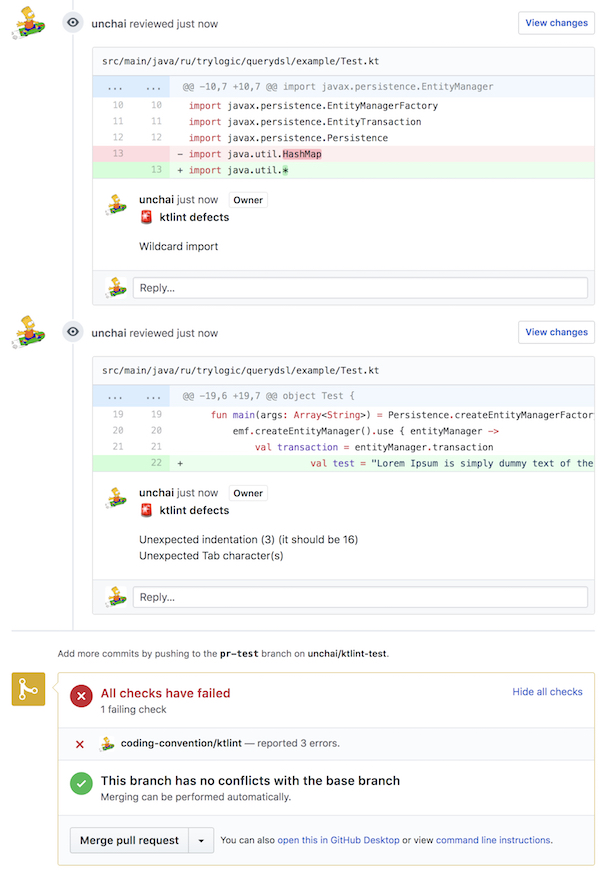 unchai reviewed just now
View changes
src/main/java/ru/trylogic/querydsl/example/Test.kt
... ... @@ -10,7 +10,7 @@ import javax.persistence.EntityManager
10 10 import javax.persistence.EntityManagerFactory
11 11 import javax.persistence.EntityTransaction
12 12 import javax.persistence.Persistence
13 - import java.util.HashMap
13 + import java.util.*
unchai just now Owner
ktlint defects
Wildcard import
Reply...
unchai reviewed just now
View changes
src/main/java/ru/trylogic/querydsl/example/Test.kt
... ... @@ -19,6 +19,7 @@ object Test {
19 19 fun main(args: Array<String>) = Persistence.createEntityManagerFactor
20 20 emf.createEntityManager().use { entityManager ->
21 21 val transaction = entityManager.transaction
22 + val test = "Lorem Ipsum is simply dummy text of the
unchai just now Owner
ktlint defects
Unexpected indentation (3) (it should be 16)
Unexpected Tab character(s)
Reply...
Add more commits by pushing to the pr-test branch on unchai/ktlint-test.
All checks have failed
Hide all checks
1 failing check
coding-convention/ktlint — reported 3 errors.
This branch has no conflicts with the base branch
Merging can be performed automatically.
Merge pull request
You can also open this in GitHub Desktop or view command line instructions.